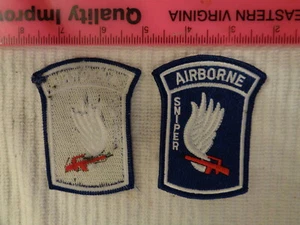 EASTERN VIRGINIA
Quality Improv
AIRBORNE
SNIPER